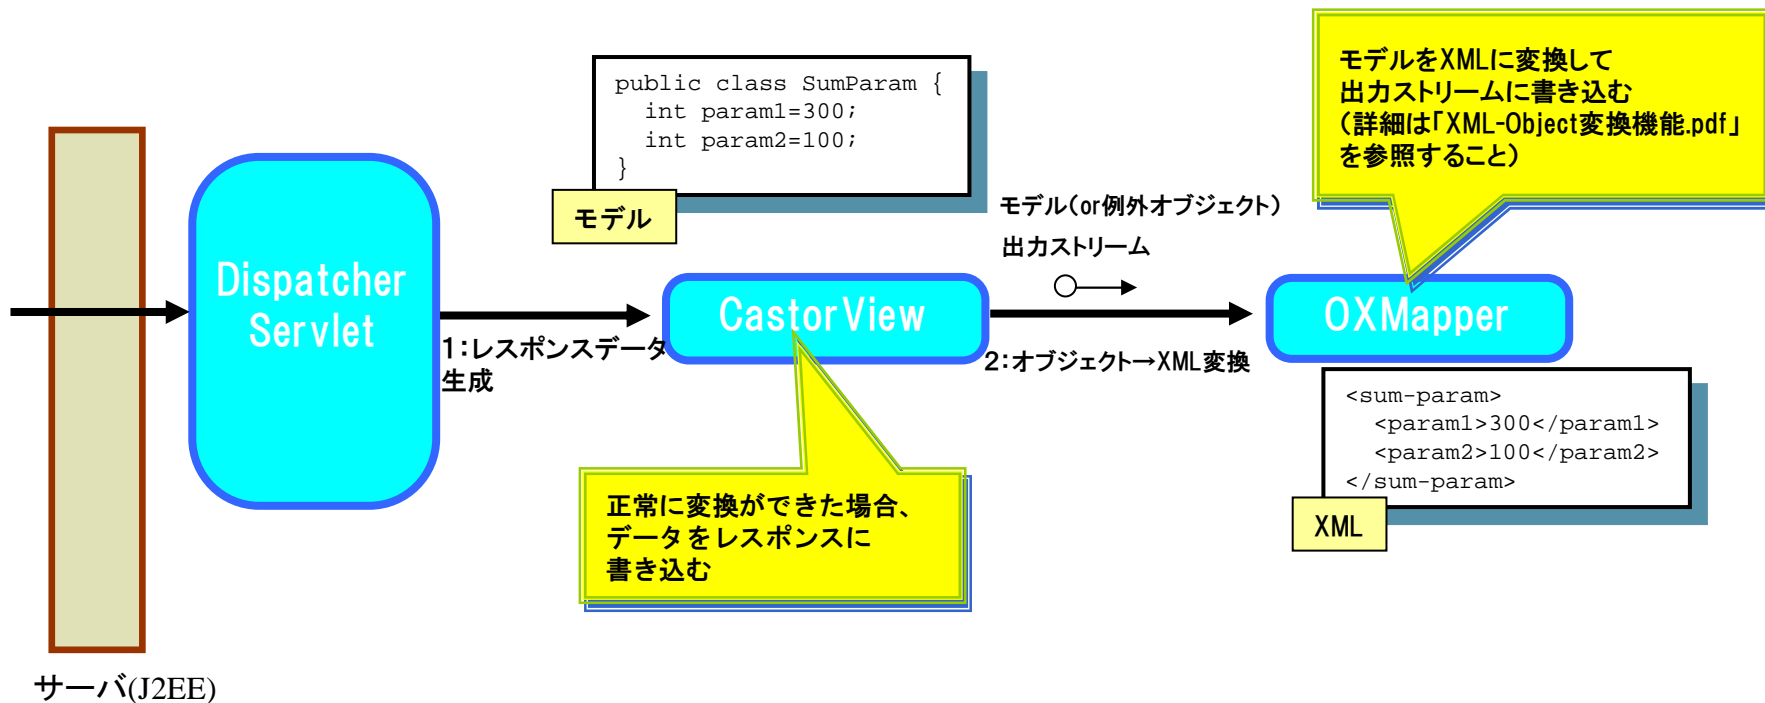 public class SumParam {
int param1=300;
int param2=100;
}
モデル
モデルをXMLに変換して
出力ストリームに書き込む
（詳細は「XML-Object変換機能.pdf」
を参照すること）
モデル（or例外オブジェクト）
出力ストリーム
Dispatcher
Servlet
CastorView
OXMapper
1：レスポンスデータ
生成
2：オブジェクト→XML変換
<sum-param>
<param1>300</param1>
<param2>100</param2>
</sum-param>
XML
正常に変換ができた場合、
データをレスポンスに
書き込む
サーバ(J2EE)